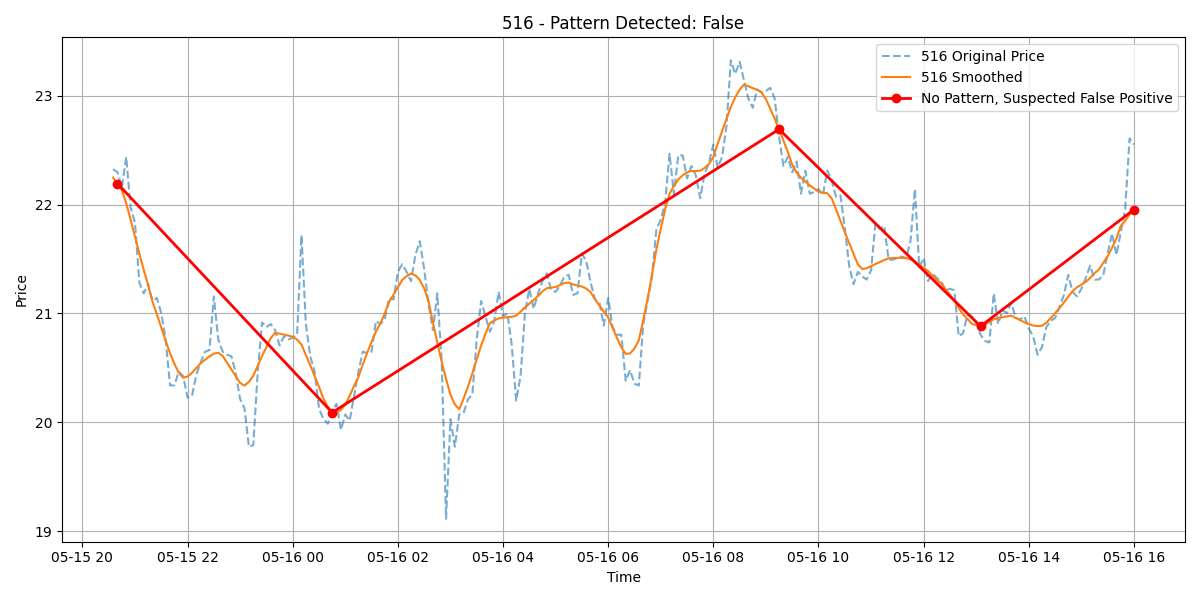 516 - Pattern Detected: False
516 Original Price
516 Smoothed
No Pattern, Suspected False Positive
Price
23
22
21
20
19
05-15 20
05-15 22
05-16 00
05-16 02
05-16 04
05-16 06
05-16 08
05-16 10
05-16 12
05-16 14
05-16 16
Time